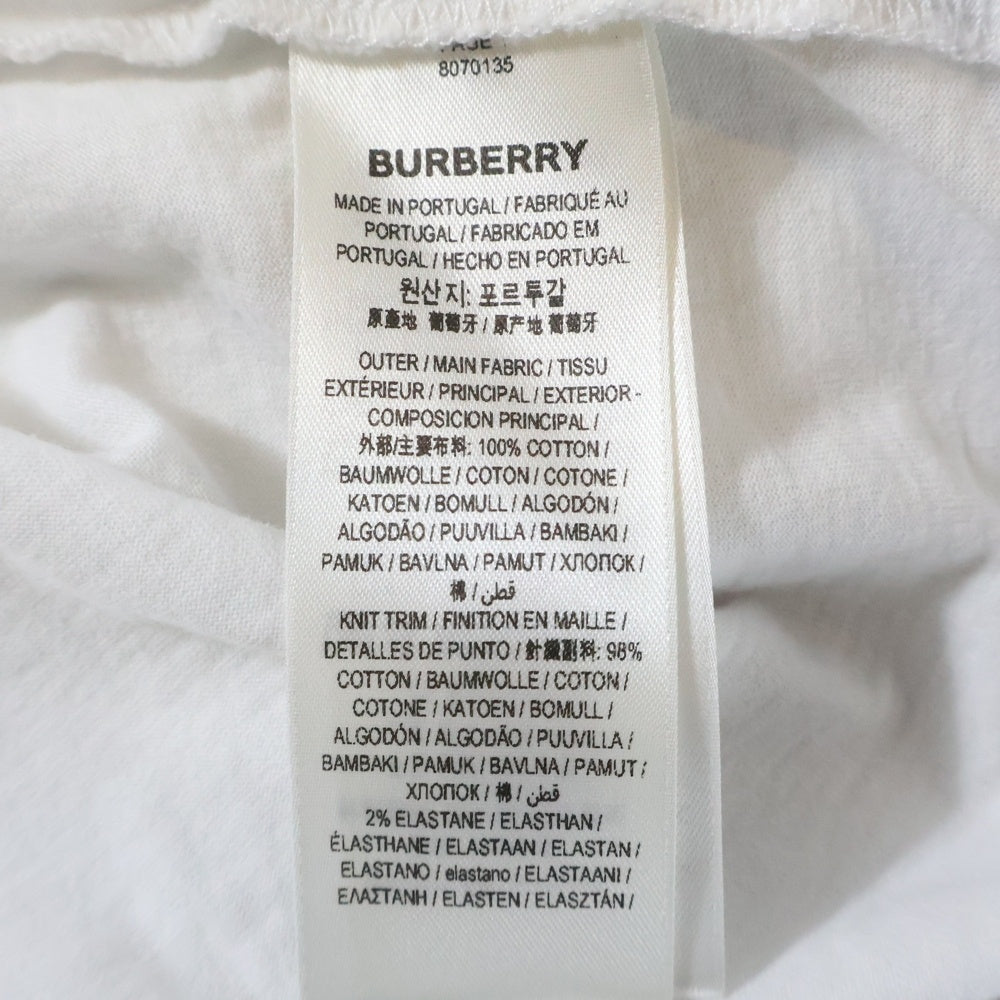 8070135
BURBERRY
MADE IN PORTUGAL / FABRIQUÉ AU
PORTUGAL / FABRICADO EM
PORTUGAL / HECHO EN PORTUGAL
원산지: 포르투갈
原產地 葡萄牙 / 原产地 葡萄牙
OUTER / MAIN FABRIC / TISSU
EXTÉRIEUR / PRINCIPAL / EXTERIOR -
COMPOSICION PRINCIPAL /
外部/主要布料: 100% COTTON /
BAUMWOLLE / COTON / COTONE /
KATOEN / BOMULL / ALGODÓN /
ALGODÃO / PUUVILLA / BAMBAKI /
PAMUK / BAVLNA / PAMUT / ХЛОПОК /
棉 / قطن
KNIT TRIM / FINITION EN MAILLE /
DETALLES DE PUNTO / 針織副料: 98%
COTTON / BAUMWOLLE / COTON /
COTONE / KATOEN / BOMULL /
ALGODÓN / ALGODÃO / PUUVILLA /
BAMBAKI / PAMUK / BAVLNA / PAMUT /
ХЛОПОК / 棉 / قطن
2% ELASTANE / ELASTHAN /
ÉLASTHANE / ELASTAAN / ELASTAN /
ELASTANO / elastano / ELASTAANI /
ΕΛΑΣΤΑΝΗ / ELASTEN / ELASZTÁN /